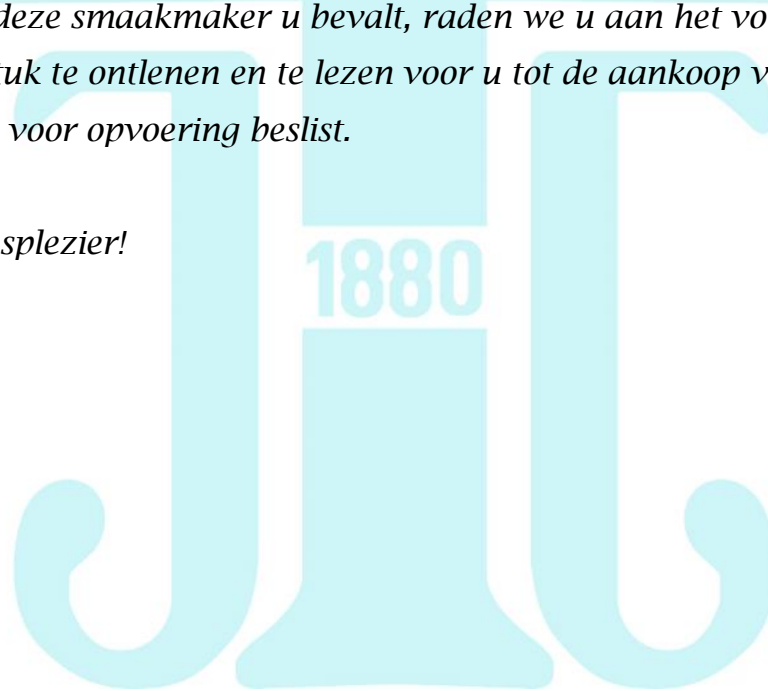 deze smaakmaker u bevalt, raden we u aan het vo
tuk te ontlenen en te lezen voor u tot de aankoop v
voor opvoering beslist.
splezier!
1880